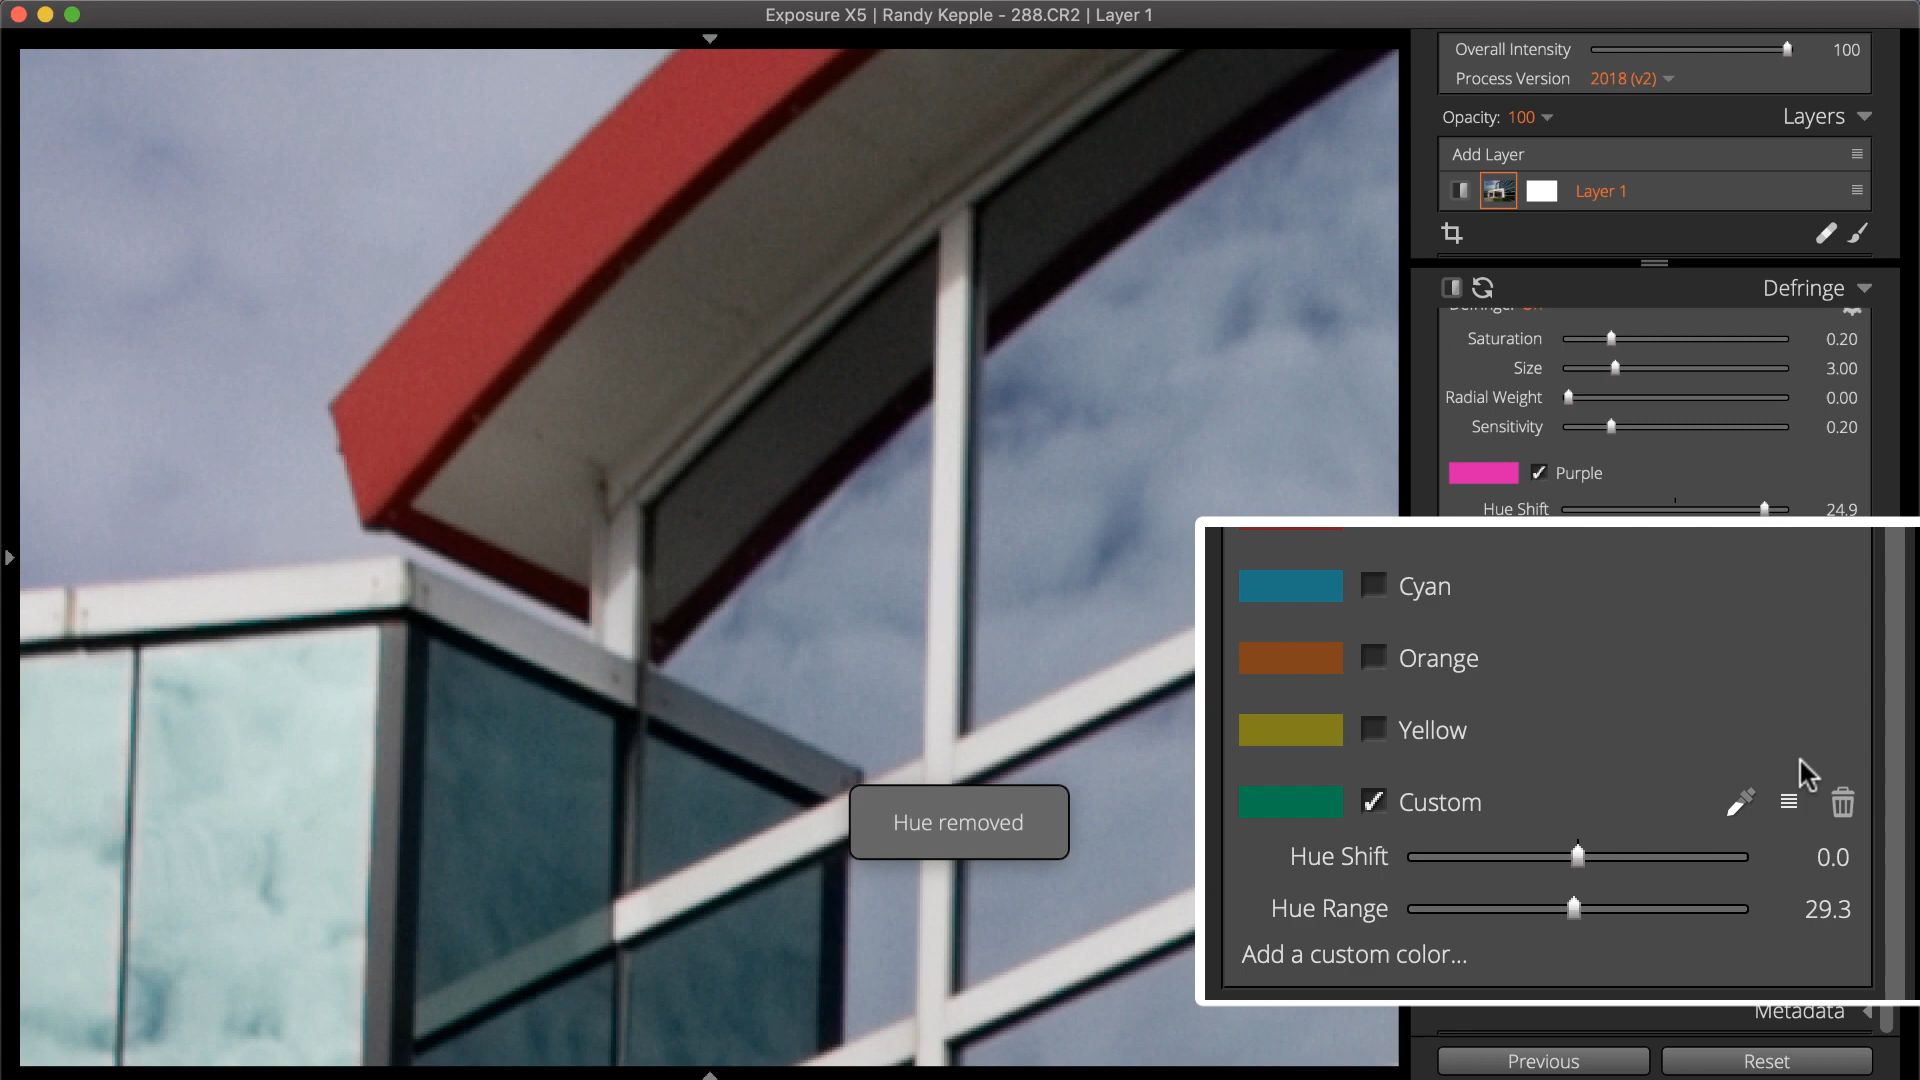 Exposure X5 | Randy Kepple - 288.CR2 | Layer 1
Overall Intensity 100
Process Version 2018 (v2)
Opacity: 100 Layers
Add Layer
Layer 1
Defringe
Saturation 0.20
Size 3.00
Radial Weight 0.00
Sensitivity 0.20
Purple
Hue Shift 24.9
Cyan
Orange
Yellow
Custom
Hue removed
Hue Shift 0.0
Hue Range 29.3
Add a custom color...
Metadata
Previous Reset